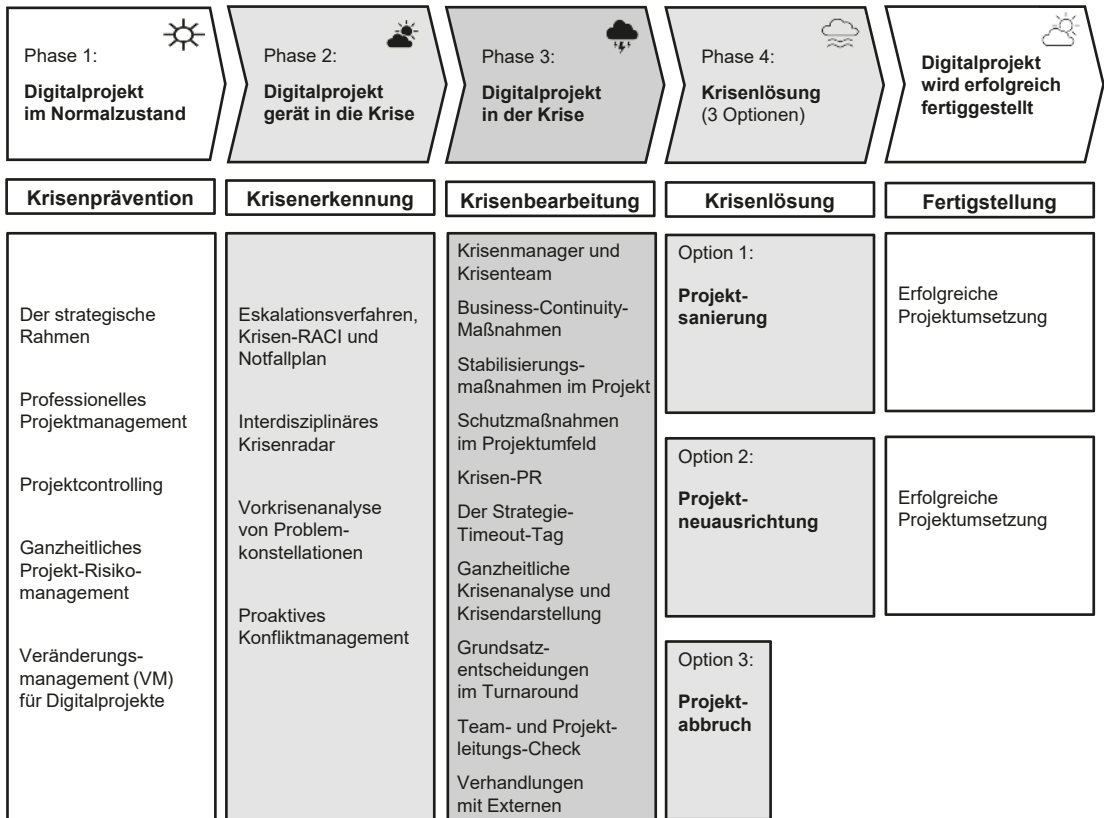 Phase 1:
Digitalprojekt
im Normalzustand
Phase 2:
Digitalprojekt
gerät in die Krise
Phase 3:
Digitalprojekt
in der Krise
Phase 4:
Krisenlösung
(3 Optionen)
Digitalprojekt
wird erfolgreich
fertiggestellt
Krisenprävention
Krisenerkennung
Krisenbearbeitung
Krisenlösung
Fertigstellung
Der strategische
Rahmen
Professionelles
Projektmanagement
Projektcontrolling
Ganzheitliches
Projekt-Risiko-
management
Veränderungs-
management (VM)
für Digitalprojekte
Eskalationsverfahren,
Krisen-RACI und
Notfallplan
Interdisziplinäres
Krisenradar
Vorkrisenanalyse
von Problem-
konstellationen
Proaktives
Konfliktmanagement
Krisenmanager und
Krisenteam
Business-Continuity-
Maßnahmen
Stabilisierungs-
maßnahmen im Projekt
Schutzmaßnahmen
im Projektumfeld
Krisen-PR
Der Strategie-
Timeout-Tag
Ganzheitliche
Krisenanalyse und
Krisendarstellung
Grundsatz-
entscheidungen
im Turnaround
Team- und Projekt-
leitungs-Check
Verhandlungen
mit Externen
Option 1:
Projekt-
sanierung
Option 2:
Projekt-
neuausrichtung
Option 3:
Projekt-
abbruch
Erfolgreiche
Projektumsetzung
Erfolgreiche
Projektumsetzung